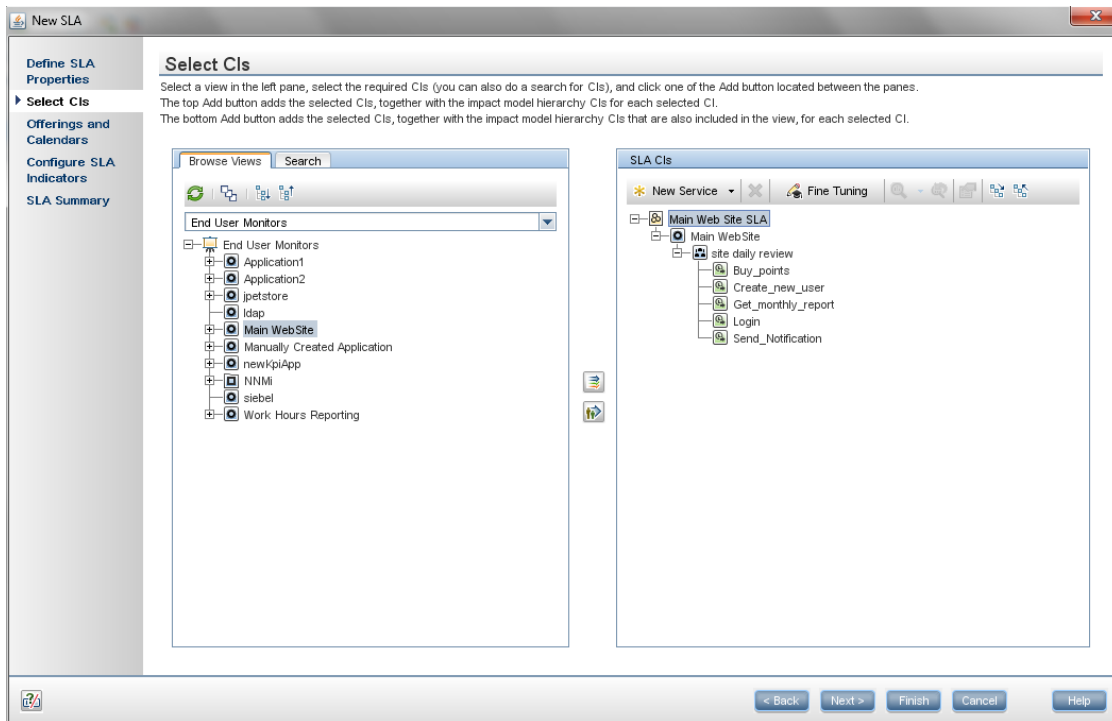 New SLA
Define SLA
Properties
Select CIs
Offerings and
Calendars
Configure SLA
Indicators
SLA Summary
Select CIs
Select a view in the left pane, select the required CIs (you can also do a search for CIs), and click one of the Add button located between the panes.
The top Add button adds the selected CIs, together with the impact model hierarchy CIs for each selected CI.
The bottom Add button adds the selected CIs, together with the impact model hierarchy CIs that are also included in the view, for each selected CI.
Browse Views Search
End User Monitors
End User Monitors
Application1
Application2
jpetstore
ldap
Main WebSite
Manually Created Application
newKpiApp
NNMi
siebel
Work Hours Reporting
SLA CIs
New Service Fine Tuning
Main Web Site SLA
Main WebSite
site daily review
Buy_points
Create_new_user
Get_monthly_report
Login
Send_Notification
< Back Next > Finish Cancel Help